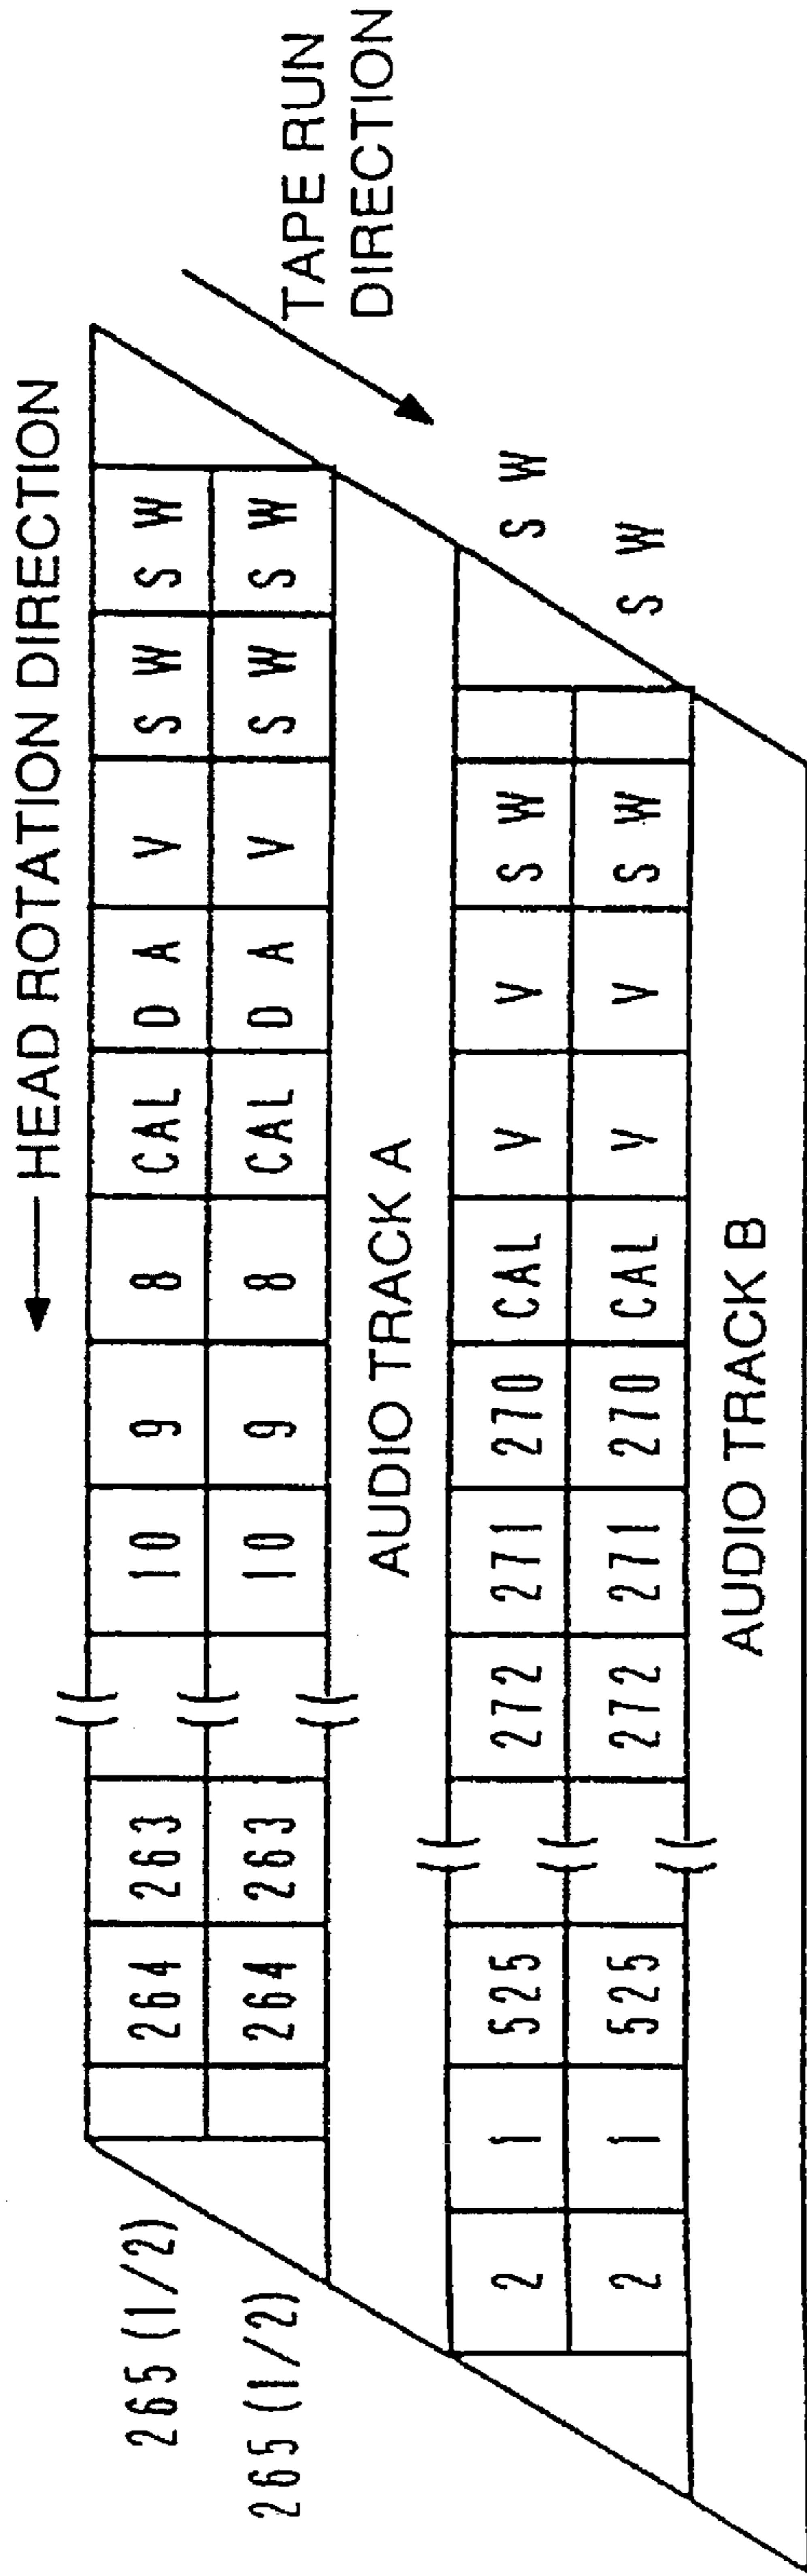 HEAD ROTATION DIRECTION
TAPE RUN
DIRECTION
265 (1/2) 264 263 10 9 8 CAL D A V S W S W
265 (1/2) 264 263 10 9 8 CAL D A V S W S W
AUDIO TRACK A
2 1 525 272 271 270 CAL V V S W S W
2 1 525 272 271 270 CAL V V S W S W
AUDIO TRACK B